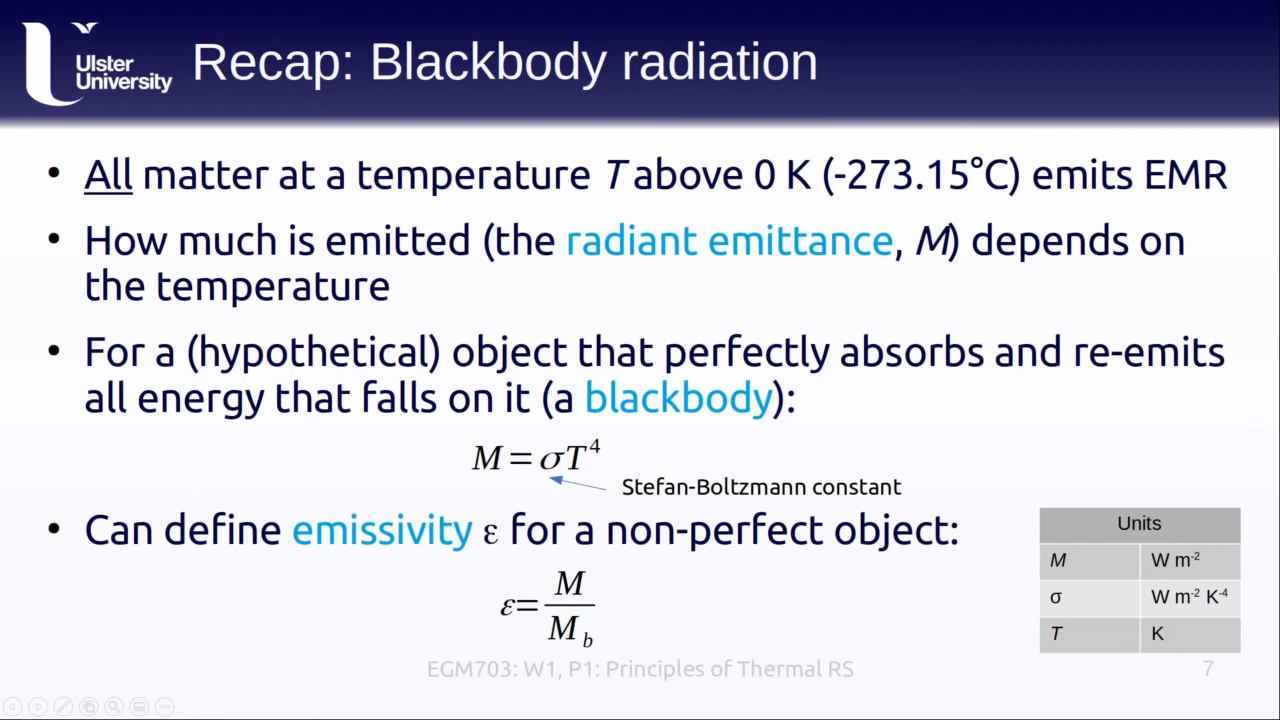 Ulster
University
Recap: Blackbody radiation
• All matter at a temperature T above 0 K (-273.15°C) emits EMR
• How much is emitted (the radiant emittance, M) depends on
the temperature
• For a (hypothetical) object that perfectly absorbs and re-emits
all energy that falls on it (a blackbody):
M = σT⁴
Stefan-Boltzmann constant
• Can define emissivity ε for a non-perfect object:
ε = M / M_b
Units
M W m⁻²
σ W m⁻² K⁻⁴
T K
EGM703: W1, P1: Principles of Thermal RS
7